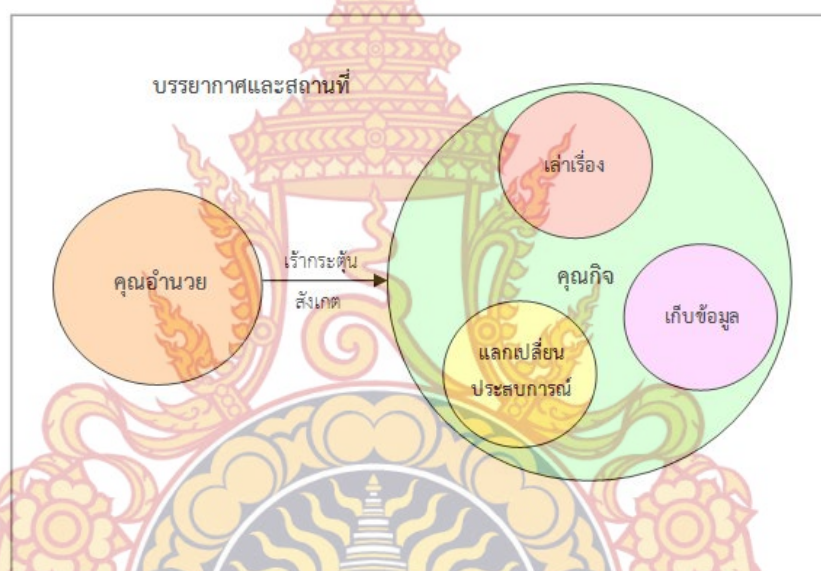 บรรยากาศและสถานที่
เล่าเรื่อง
เร้ากระตุ้น
คุณอำนวย
คุณกิจ
สังเกต
เก็บข้อมูล
แลกเปลี่ยน
ประสบการณ์